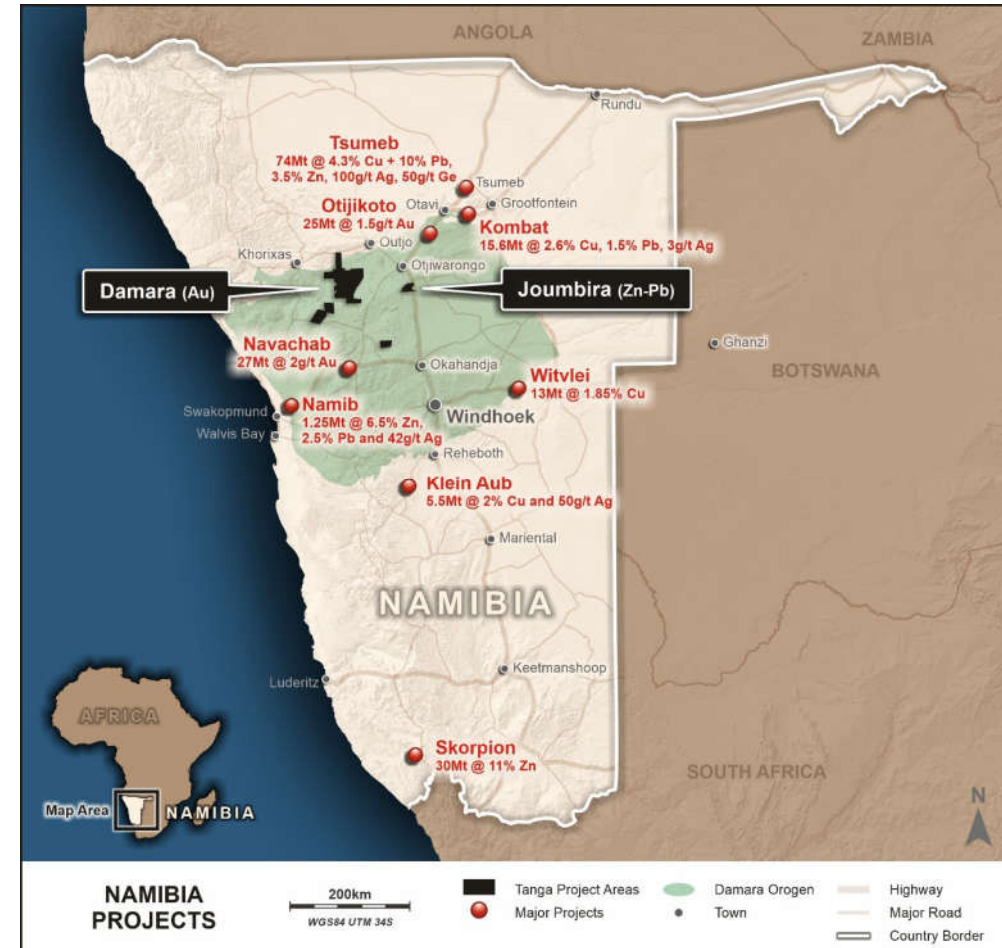 ANGOLA
ZAMBIA
Rundu
Tsumeb
74Mt @ 4.3% Cu + 10% Pb,
3.5% Zn, 100g/t Ag, 50g/t Ge
Tsumeb
Otijikoto
25Mt @ 1.5g/t Au
Otavi
Grootfontein
Kombat
15.6Mt @ 2.6% Cu, 1.5% Pb, 3g/t Ag
Outjo
Khorixas
Otjiwarongo
Damara (Au)
Joumbira (Zn-Pb)
Navachab
27Mt @ 2g/t Au
Okahandja
Ghanzi
BOTSWANA
Witvlei
13Mt @ 1.85% Cu
Namib
1.25Mt @ 6.5% Zn,
2.5% Pb and 42g/t Ag
Swakopmund
Walvis Bay
Windhoek
Rehoboth
Klein Aub
5.5Mt @ 2% Cu and 50g/t Ag
Mariental
NAMIBIA
Keetmanshoop
Luderitz
AFRICA
Skorpion
30Mt @ 11% Zn
SOUTH AFRICA
Map Area
NAMIBIA
N
NAMIBIA
PROJECTS
200km
WGS84 UTM 34S
Tanga Project Areas
Major Projects
Damara Orogen
Town
Highway
Major Road
Country Border